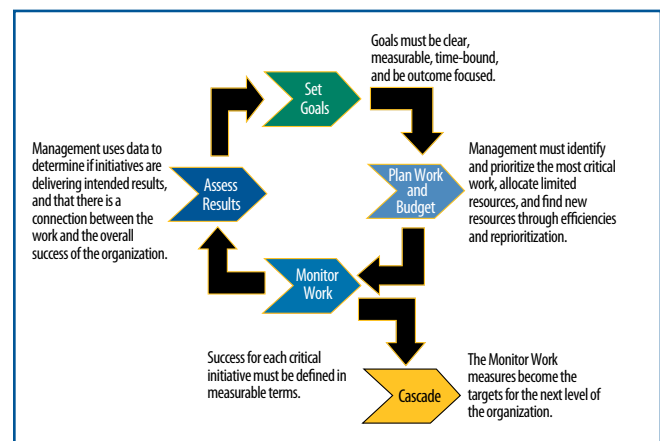 Goals must be clear,
measurable, time-bound,
and be outcome focused.
Set
Goals
Management uses data to
determine if initiatives are
delivering intended results,
and that there is a
connection between the
work and the overall
success of the organization.
Assess
Results
Plan Work
and
Budget
Management must identify
and prioritize the most critical
work, allocate limited
resources, and find new
resources through efficiencies
and reprioritization.
Monitor
Work
Success for each critical
initiative must be defined in
measurable terms.
Cascade
The Monitor Work
measures become the
targets for the next level of
the organization.